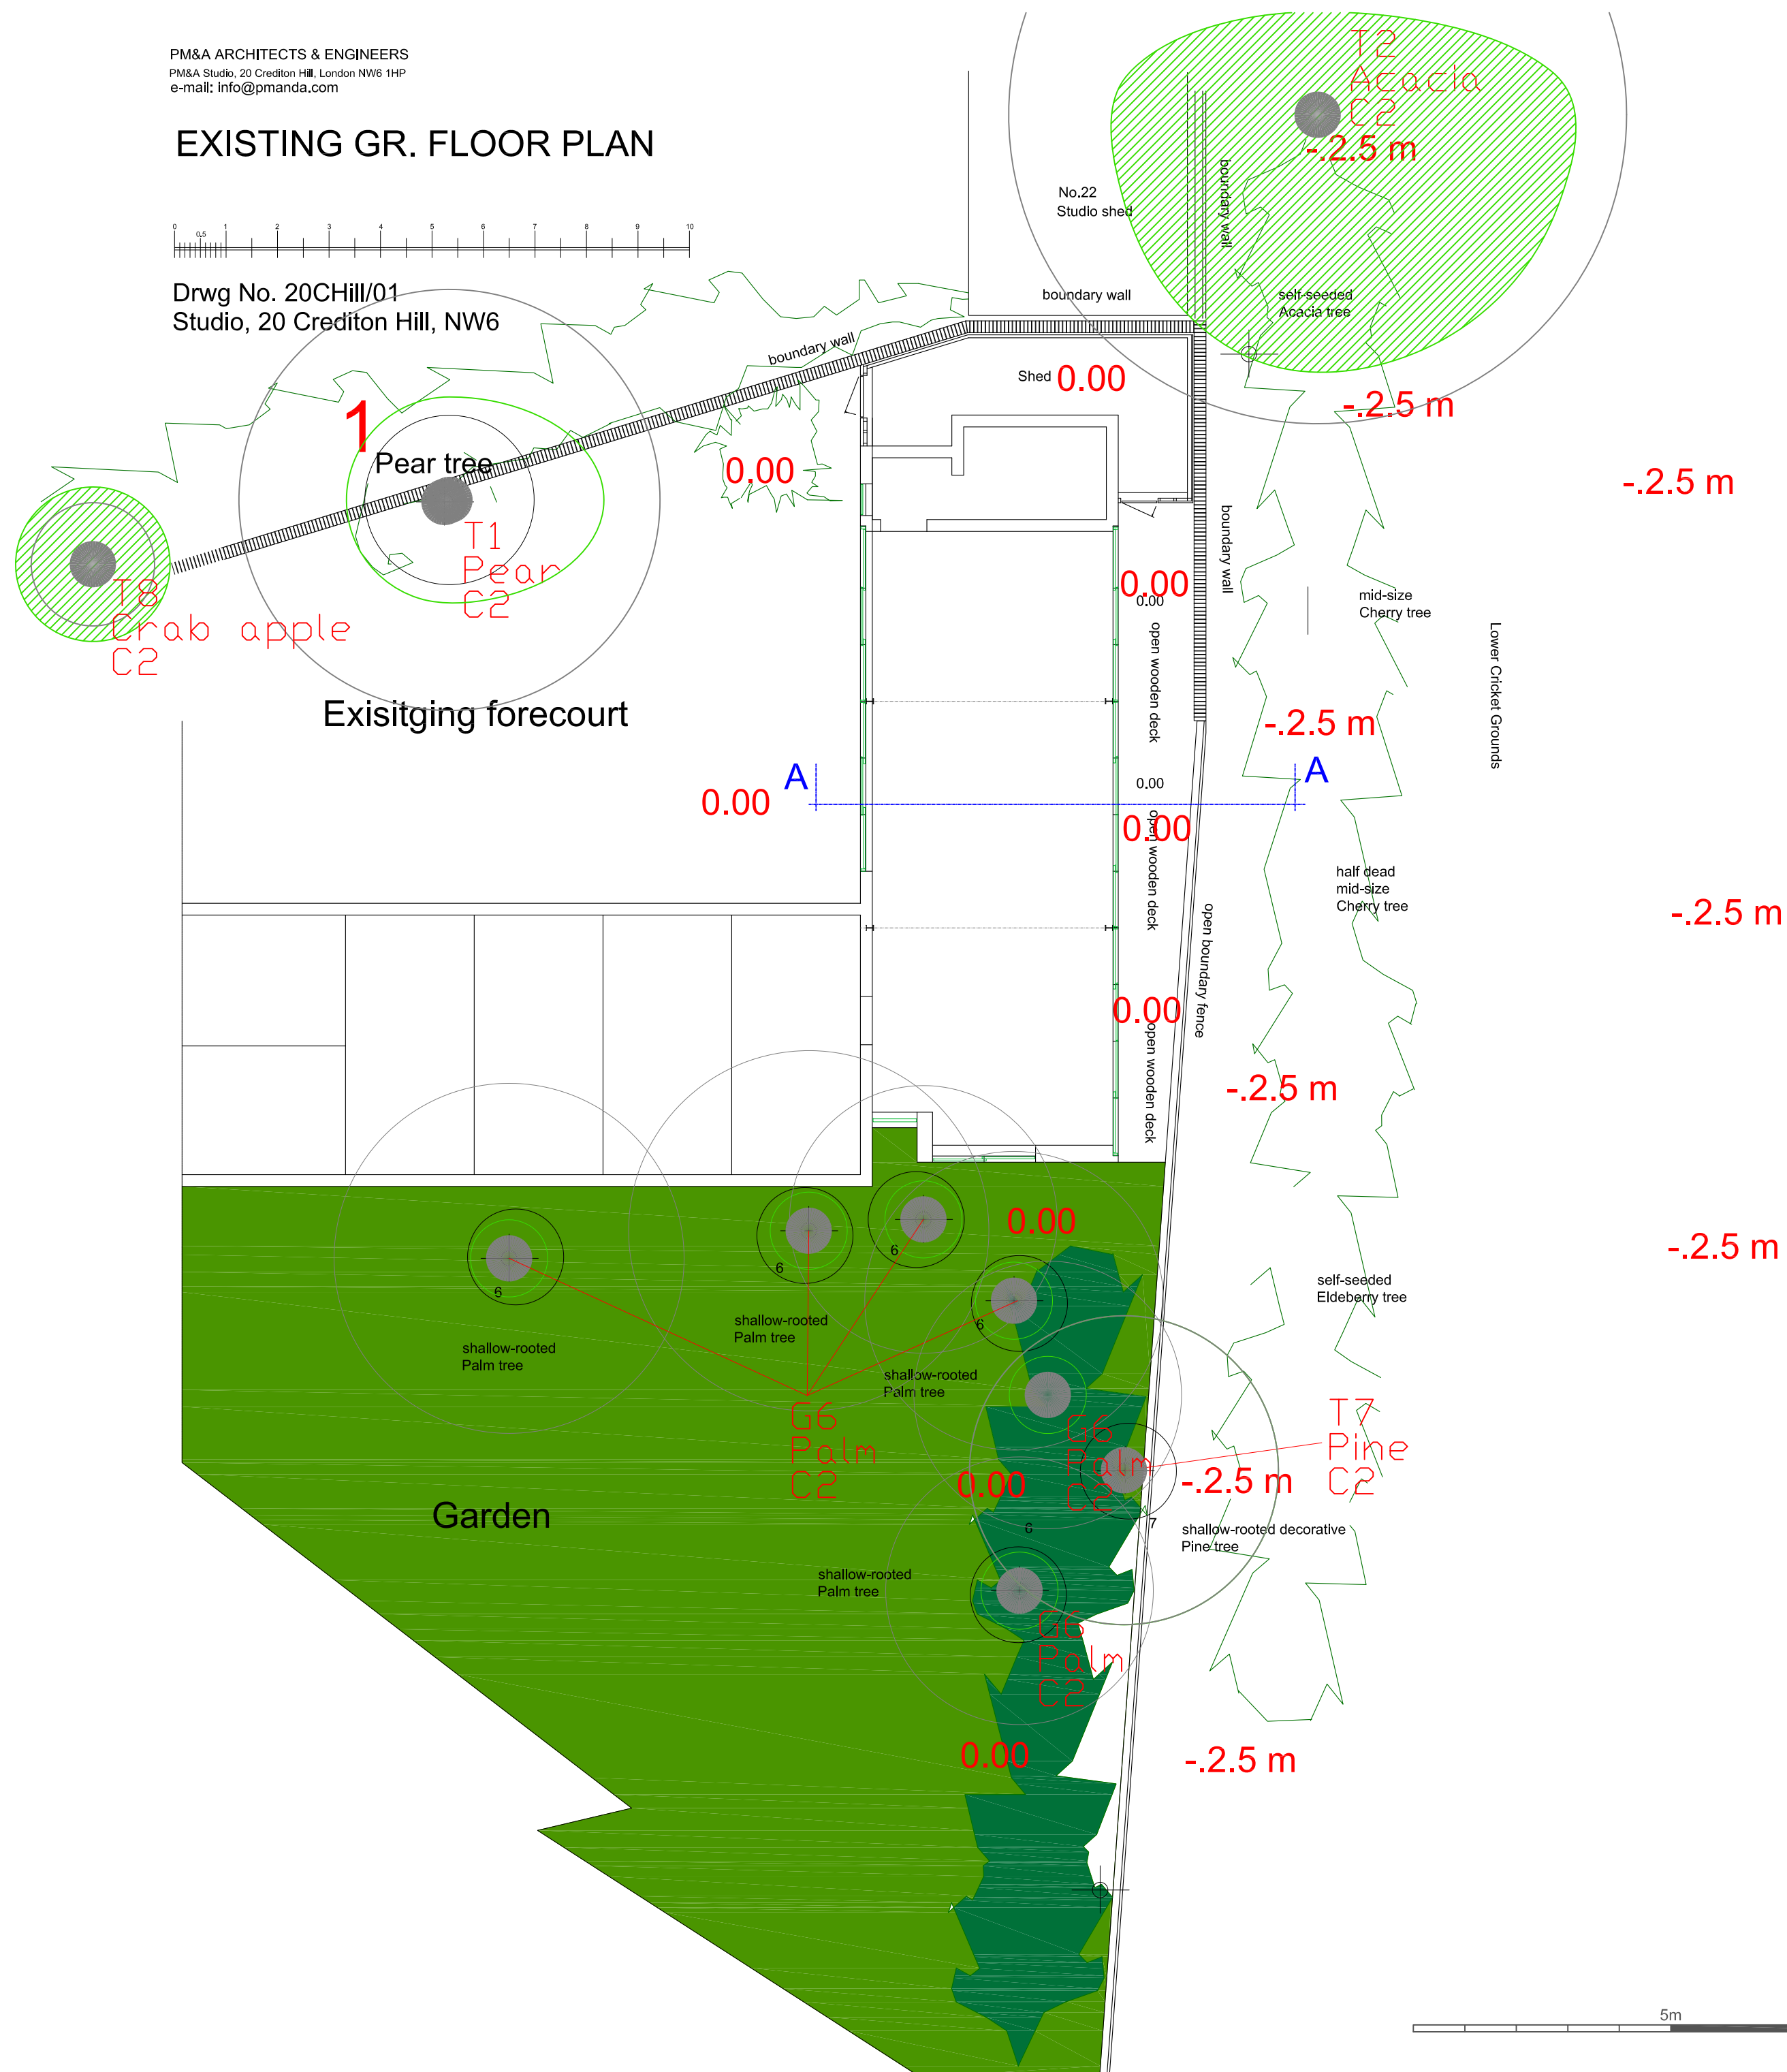 PM&A ARCHITECTS & ENGINEERS
PM&A Studio, 20 Crediton Hill, London NW6 1HP
e-mail: info@pmanda.com
EXISTING GR. FLOOR PLAN
0
0.5
1
2
3
4
5
6
7
8
9
10
Drwg No. 20CHill/01
Studio, 20 Crediton Hill, NW6
T2
Acacia
C2
-.2.5 m
No.22
Studio shed
boundary wall
boundary wall
self-seeded
Acacia tree
boundary wall
Shed
0.00
-.2.5 m
1
Pear tree
0.00
-.2.5 m
T1
Pear
C2
T8
Crab apple
C2
boundary wall
0.00
0.00
mid-size
Cherry tree
open wooden deck
Lower Cricket Grounds
Exisitging forecourt
-.2.5 m
A
A
0.00
0.00
0.00
open wooden deck
half dead
mid-size
Cherry tree
-.2.5 m
open boundary fence
0.00
open wooden deck
-.2.5 m
0.00
-.2.5 m
6
6
6
6
self-seeded
Eldeberry tree
shallow-rooted
Palm tree
shallow-rooted
Palm tree
shallow-rooted
Palm tree
G6
Palm
C2
G6
Palm
C2
T7
Pine
C2
0.00
-.2.5 m
Garden
6
7
shallow-rooted decorative
Pine tree
shallow-rooted
Palm tree
G6
Palm
C2
0.00
-.2.5 m
5m